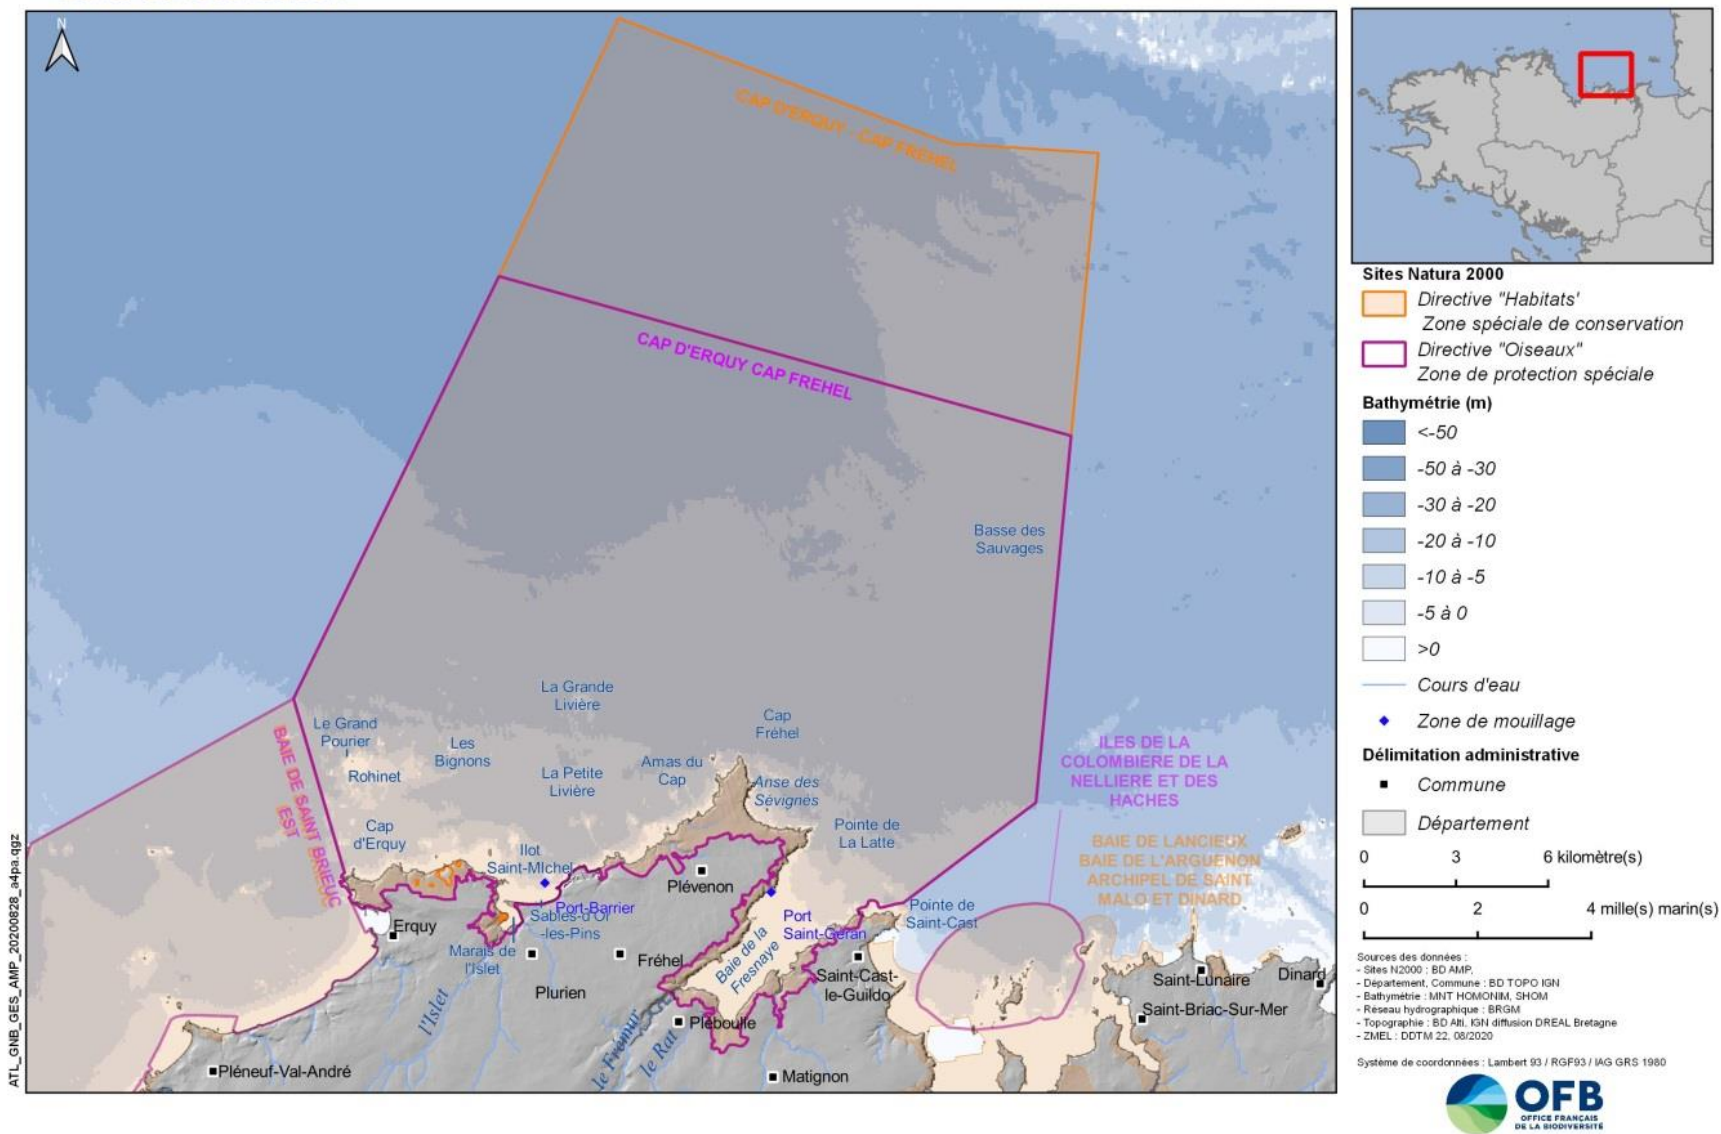 N
CAP D'ERQUY - CAP FREHEL
CAP D'ERQUY CAP FREHEL
Basse des
Sauvages
La Grande
Livière
Le Grand
Pourier
Les
Bignons
Cap
Fréhel
Rohinet
La Petite
Livière
Amas du
Cap
Anse des
Sévignés
ILES DE LA
COLOMBIERE DE LA
NELLIERE ET DES
HACHES
BAIE DE SAINT BRIEUC
EST
Cap
d'Erquy
Ilot
Saint-MIchel
Pointe de
La Latte
BAIE DE LANCIEUX
BAIE DE L'ARGUENON
ARCHIPEL DE SAINT
MALO ET DINARD
Plévenon
Port-Barrier
Sables-d'Or
-les-Pins
Port
Saint-Géran
Pointe de
Saint-Cast
Erquy
Marais de
l'Islet
Fréhel
Baie de la
Fresnaye
Saint-Cast-
le-Guildo
Saint-Lunaire
Dinard
Plurien
l'Islet
Saint-Briac-Sur-Mer
Pléboulle
le Frémur
le Rat
Pléneuf-Val-André
Matignon
ATL_GNB_GES_AMP_20200828_a4pa.qgz
Sites Natura 2000
Directive "Habitats'
Zone spéciale de conservation
Directive "Oiseaux"
Zone de protection spéciale
Bathymétrie (m)
<-50
-50 à -30
-30 à -20
-20 à -10
-10 à -5
-5 à 0
>0
Cours d'eau
Zone de mouillage
Délimitation administrative
Commune
Département
0 3 6 kilomètre(s)
0 2 4 mille(s) marin(s)
Sources des données :
- Sites N2000 : BD AMP,
- Département, Commune : BD TOPO IGN
- Bathymétrie : MNT HOMONIM, SHOM
- Réseau hydrographique : BRGM
- Topographie : BD Alti, IGN diffusion DREAL Bretagne
- ZMEL : DDTM 22, 08/2020
Système de coordonnées : Lambert 93 / RGF93 / IAG GRS 1980
OFB
OFFICE FRANÇAIS
DE LA BIODIVERSITÉ